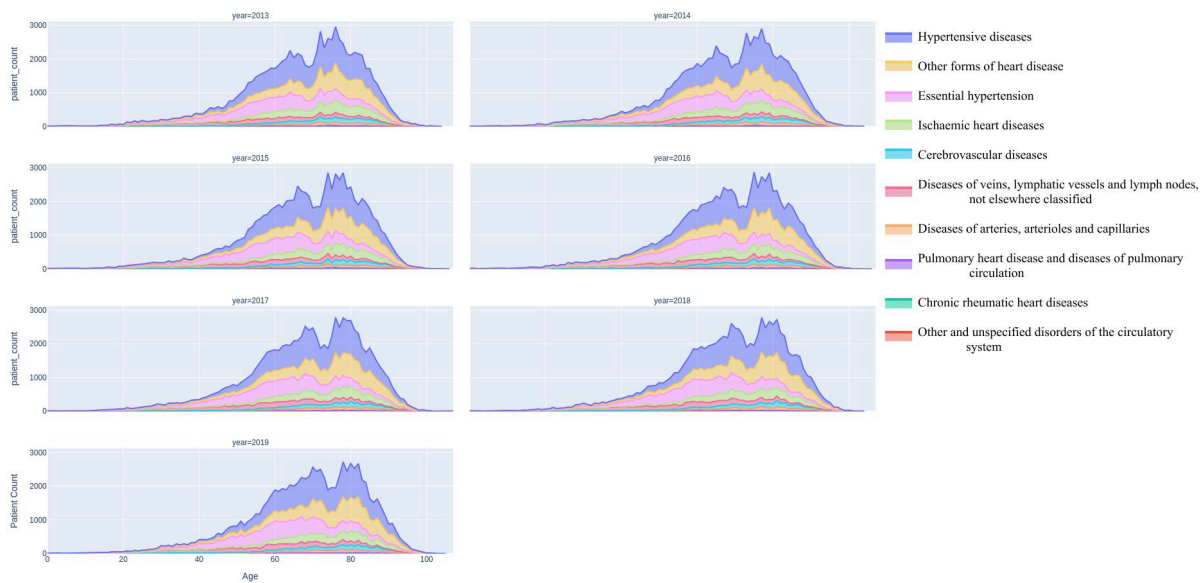 year=2013
year=2014
patient_count
3000
2000
1000
0
year=2015
year=2016
patient_count
3000
2000
1000
0
year=2017
year=2018
patient_count
3000
2000
1000
0
year=2019
Patient Count
3000
2000
1000
0
0 20 40 60 80 100
Age
Hypertensive diseases
Other forms of heart disease
Essential hypertension
Ischaemic heart diseases
Cerebrovascular diseases
Diseases of veins, lymphatic vessels and lymph nodes,
not elsewhere classified
Diseases of arteries, arterioles and capillaries
Pulmonary heart disease and diseases of pulmonary
circulation
Chronic rheumatic heart diseases
Other and unspecified disorders of the circulatory
system